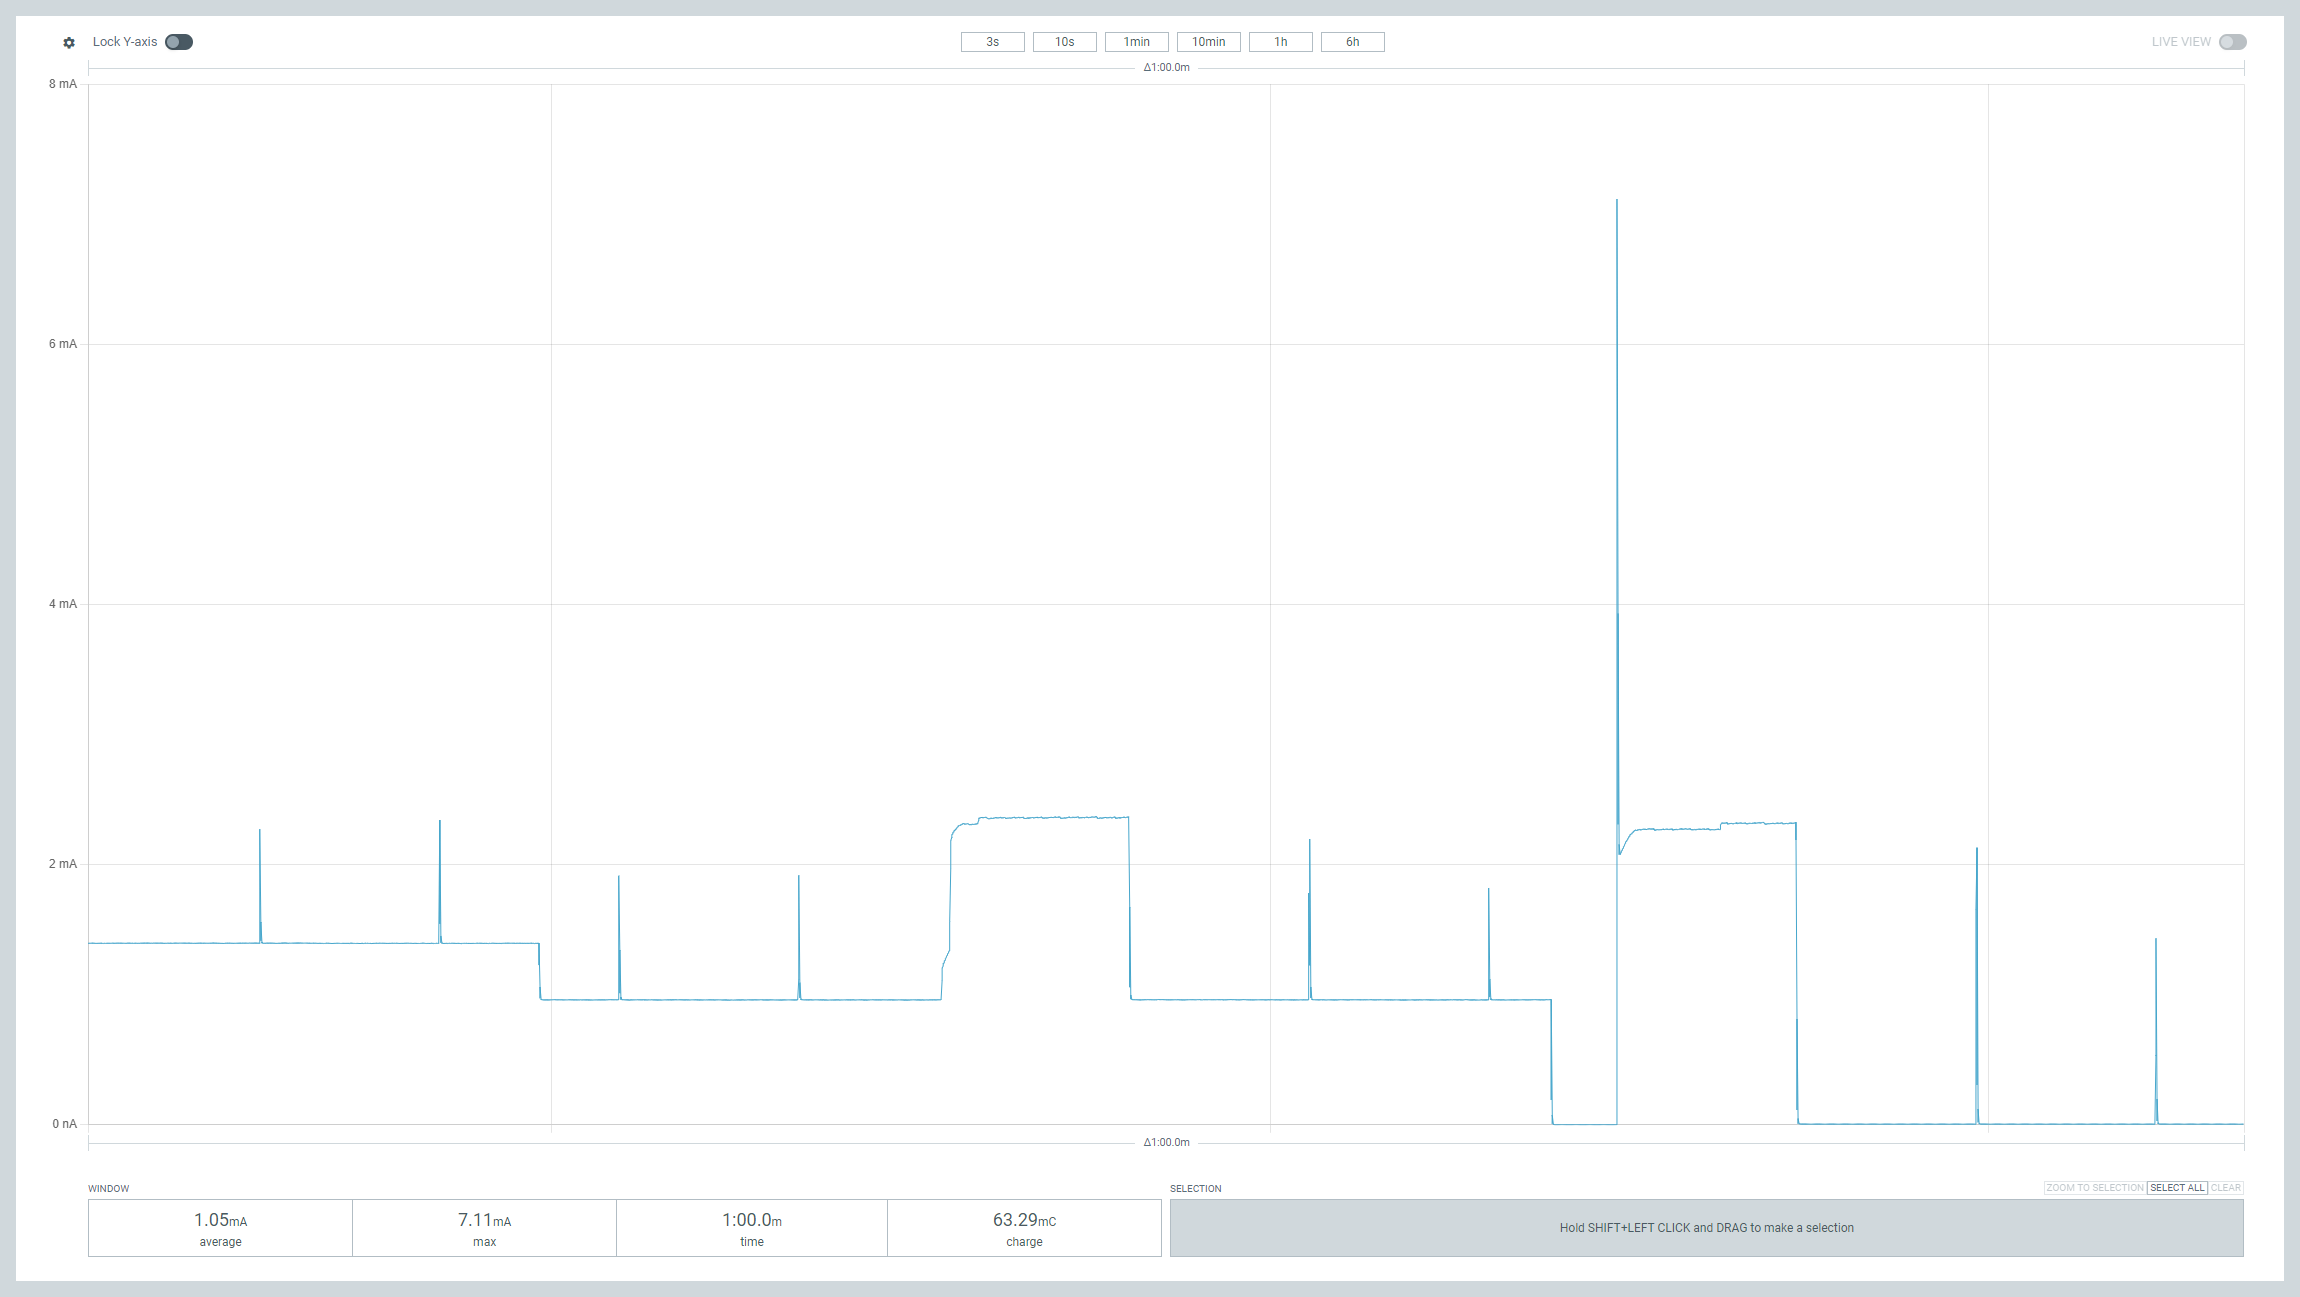 Lock Y-axis
3s 10s 1min 10min 1h 6h
LIVE VIEW
Δ1:00.0m
8 mA
6 mA
4 mA
2 mA
0 nA
Δ1:00.0m
WINDOW
1.05mA
average
7.11mA
max
1:00.0m
time
63.29mC
charge
SELECTION
ZOOM TO SELECTION SELECT ALL CLEAR
Hold SHIFT+LEFT CLICK and DRAG to make a selection